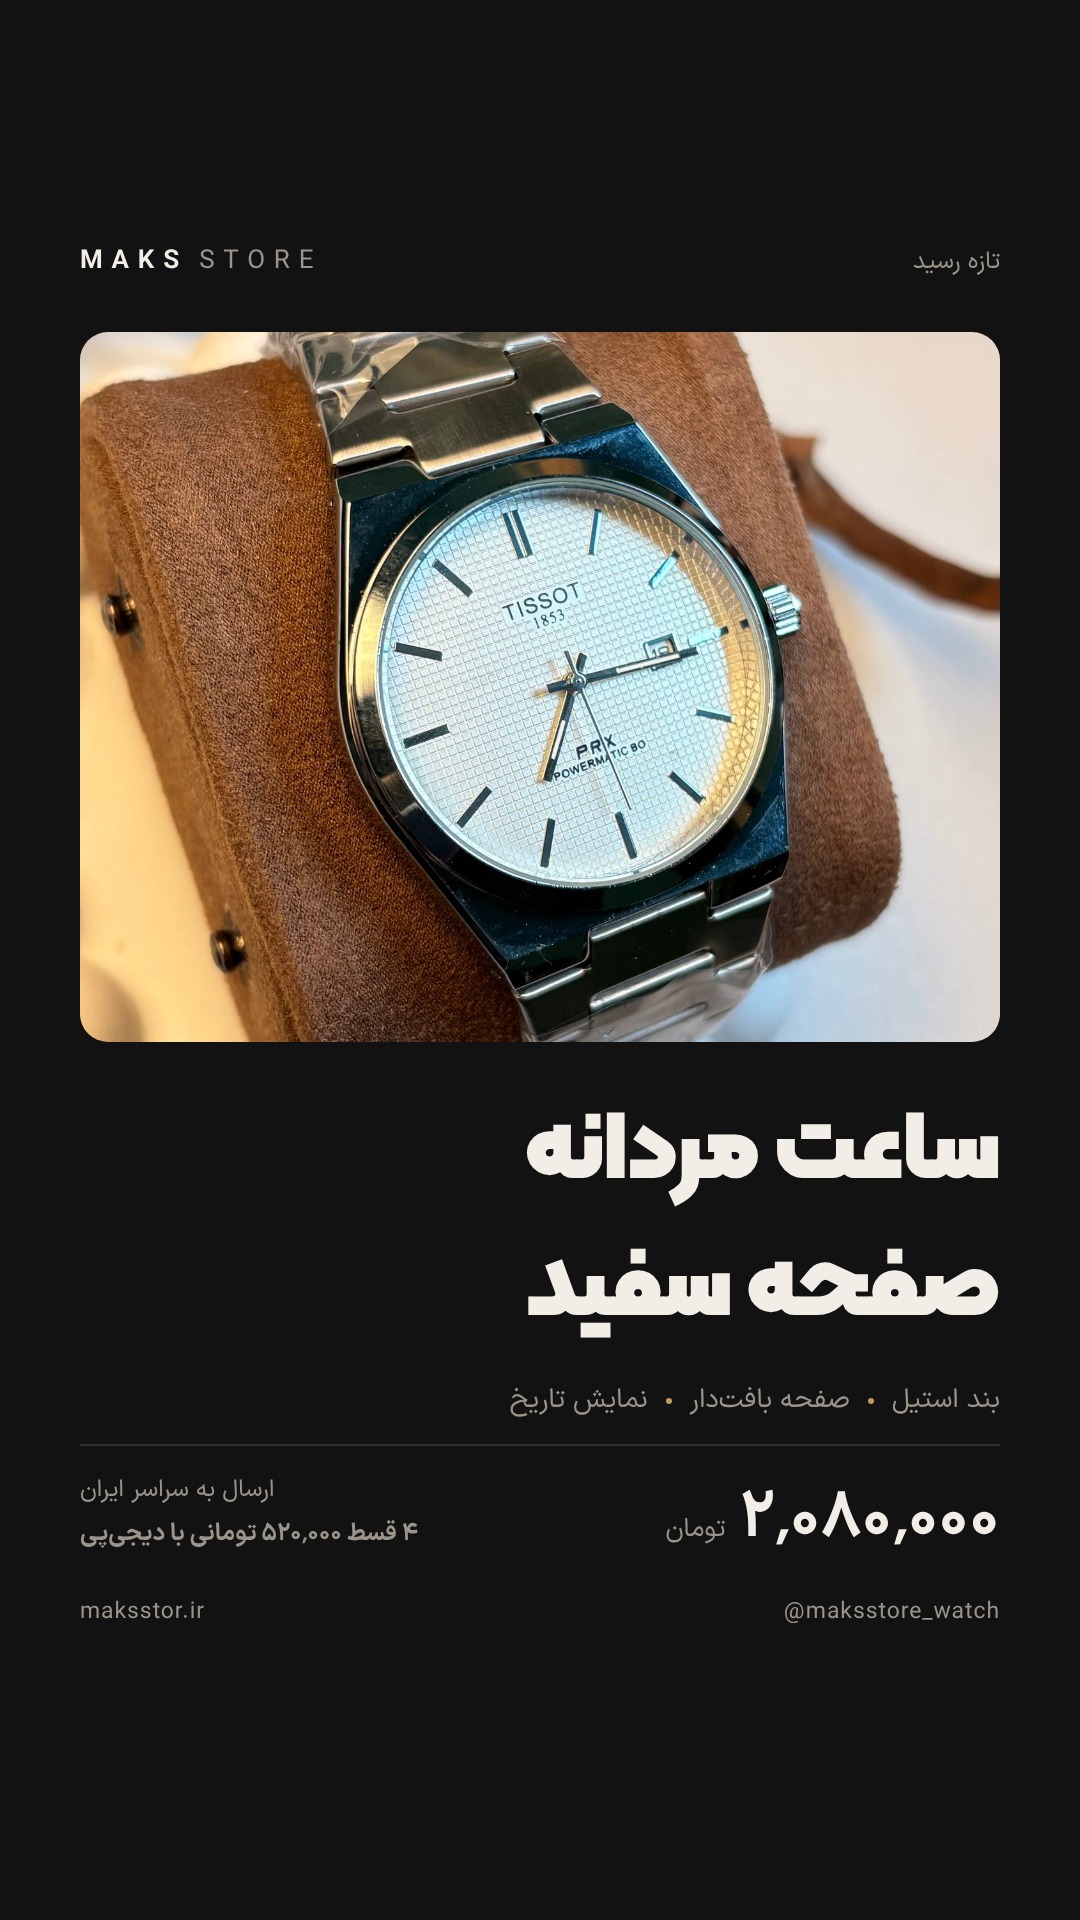 MAKS STORE
تازه رسید
TISSOT
1853
PRX
POWERMATIC 80
ساعت مردانه
صفحه سفید
بند استیل • صفحه بافت‌دار • نمایش تاریخ
۲,۰۸۰,۰۰۰ تومان
ارسال به سراسر ایران
۴ قسط ۵۲۰,۰۰۰ تومانی با دیجی‌پی
@maksstore_watch
maksstor.ir